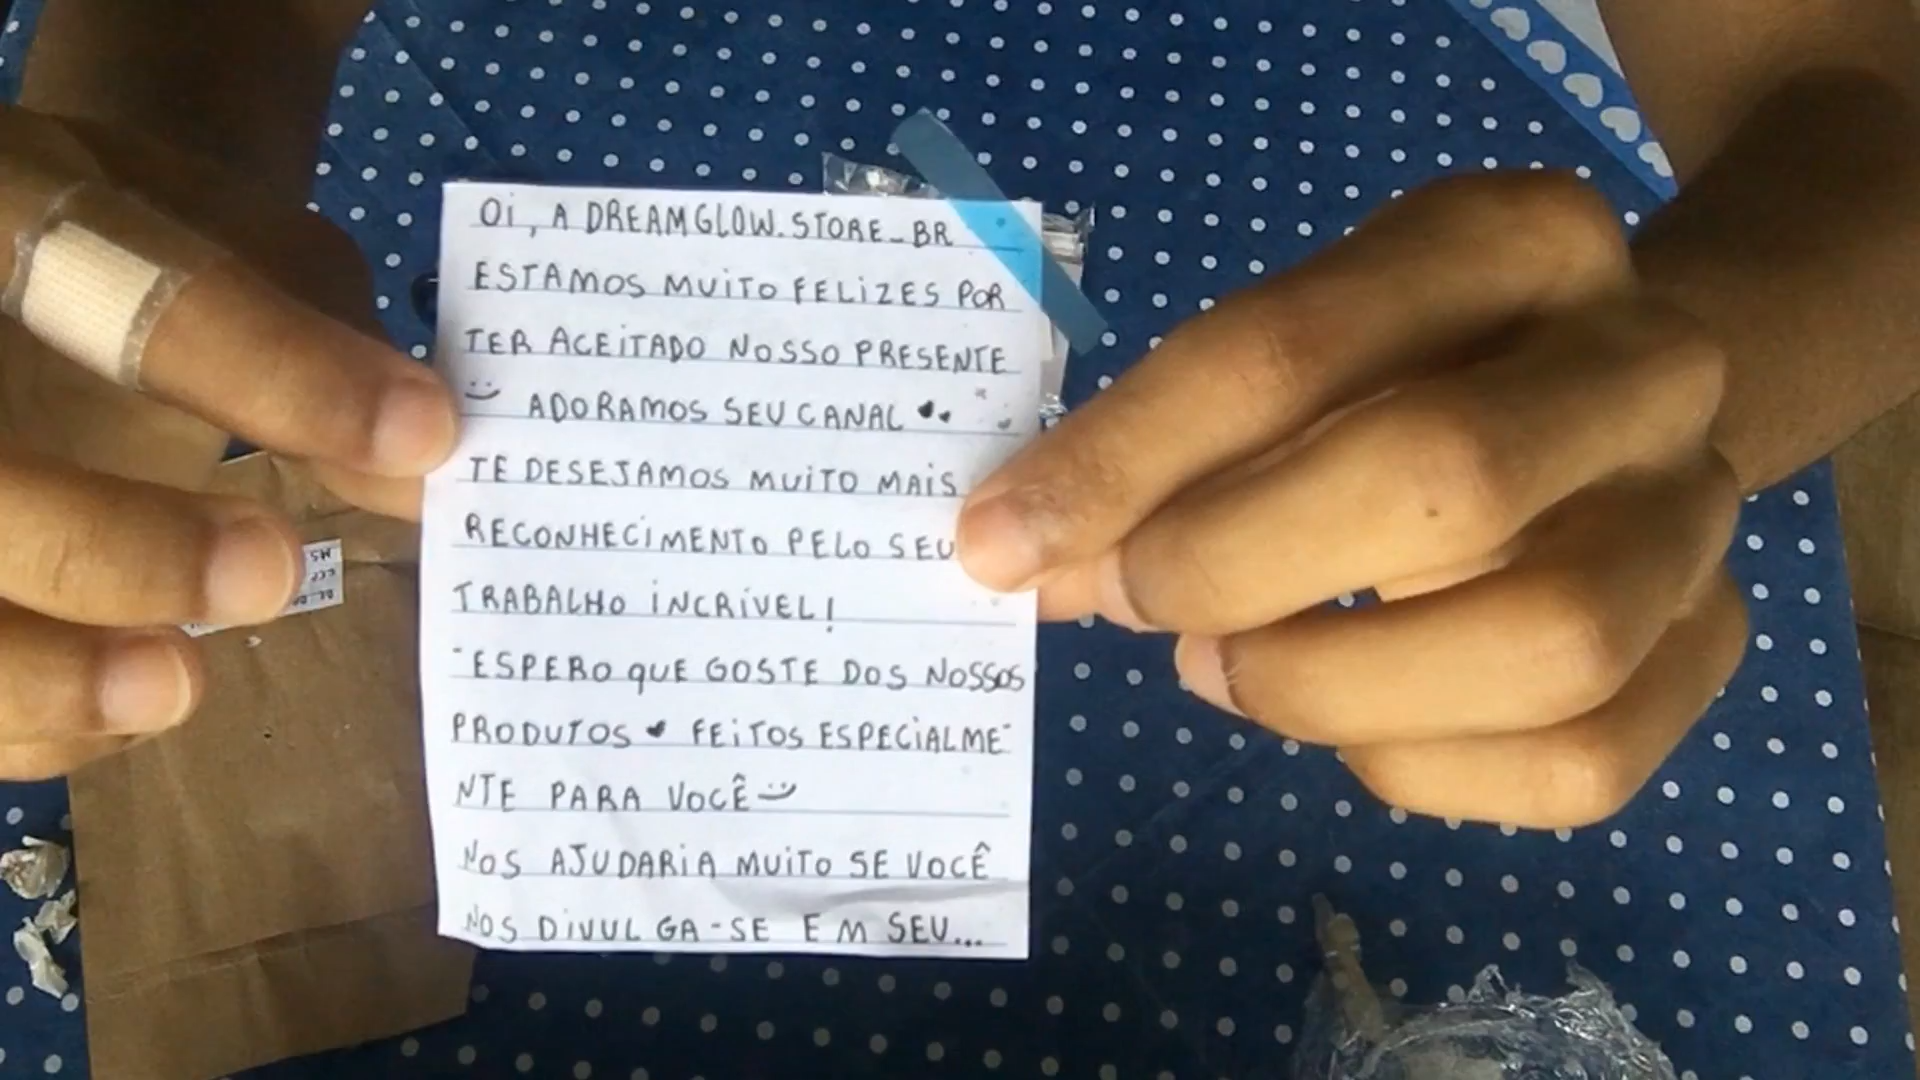 Oi, A DREAMGLOW.STORE_BR
ESTAMOS MUITO FELIZES POR
TER ACEITADO NOSSO PRESENTE
ADORAMOS SEU CANAL
TE DESEJAMOS MUITO MAIS
RECONHECIMENTO PELO SEU
TRABALHO INCRÍVEL!
-ESPERO QUE GOSTE DOS NOSSOS
PRODUTOS FEITOS ESPECIALME-
NTE PARA VOCÊ
NOS AJUDARIA MUITO SE VOCÊ
NOS DIVULGA-SE EM SEU...